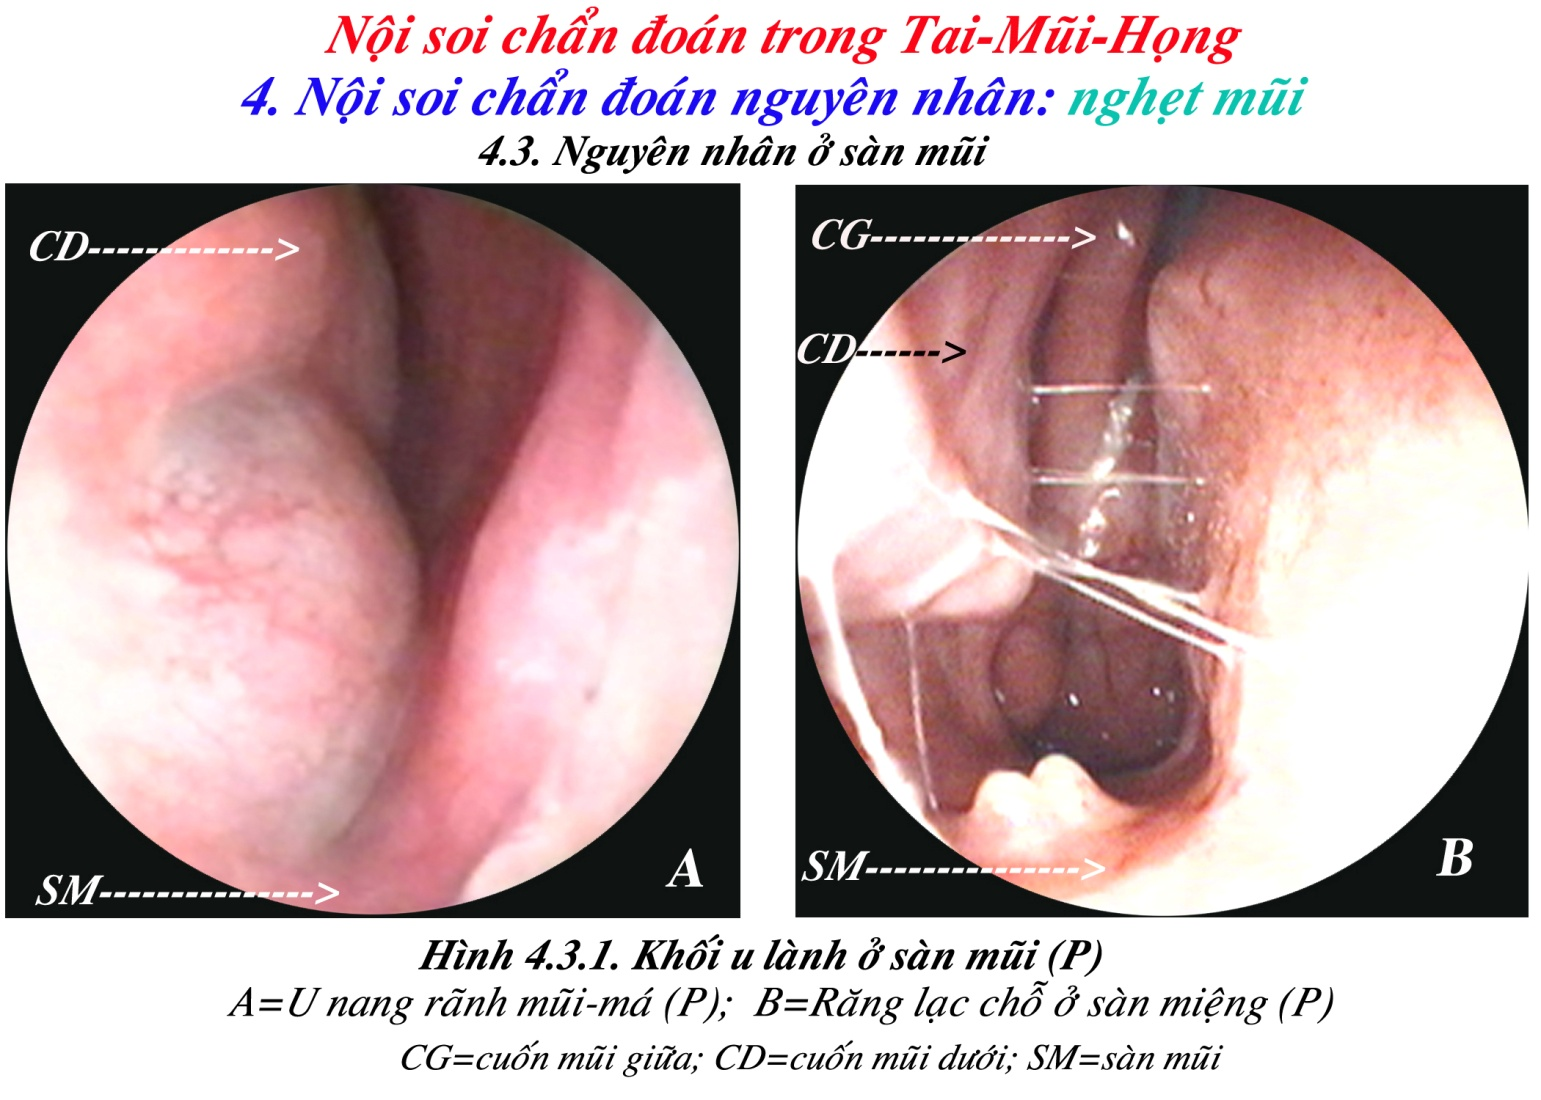 Nội soi chẩn đoán trong Tai-Mũi-Họng
4. Nội soi chẩn đoán nguyên nhân: nghẹt mũi
4.3. Nguyên nhân ở sàn mũi
CD------------->
SM--------------->
A
CG-------------->
CD------>
SM--------------->
B
Hình 4.3.1. Khối u lành ở sàn mũi (P)
A=U nang rãnh mũi-má (P); B=Răng lạc chỗ ở sàn miệng (P)
CG=cuốn mũi giữa; CD=cuốn mũi dưới; SM=sàn mũi